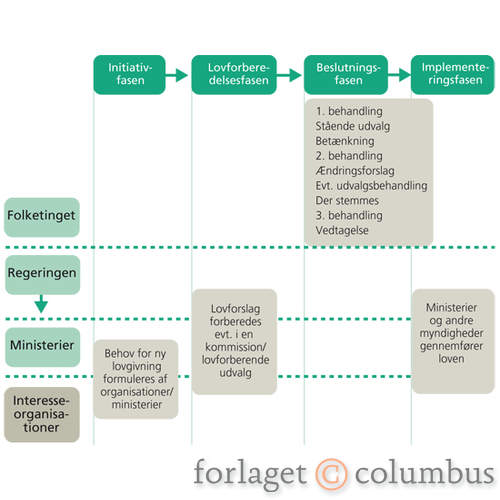 Initiativ-
fasen
Lovforbere-
delsesfasen
Beslutnings-
fasen
Implemente-
ringsfasen
1. behandling
Stående udvalg
Betænkning
2. behandling
Ændringsforslag
Evt. udvalgsbehandling
Der stemmes
3. behandling
Vedtagelse
Folketinget
Regeringen
Ministerier
Interesse-
organisa-
tioner
Behov for ny
lovgivning
formuleres af
organisationer/
ministerier
Lovforslag
forberedes
evt. i en
kommission/
lovforberende
udvalg
Ministerier
og andre
myndigheder
gennemfører
loven
forlaget © columbus